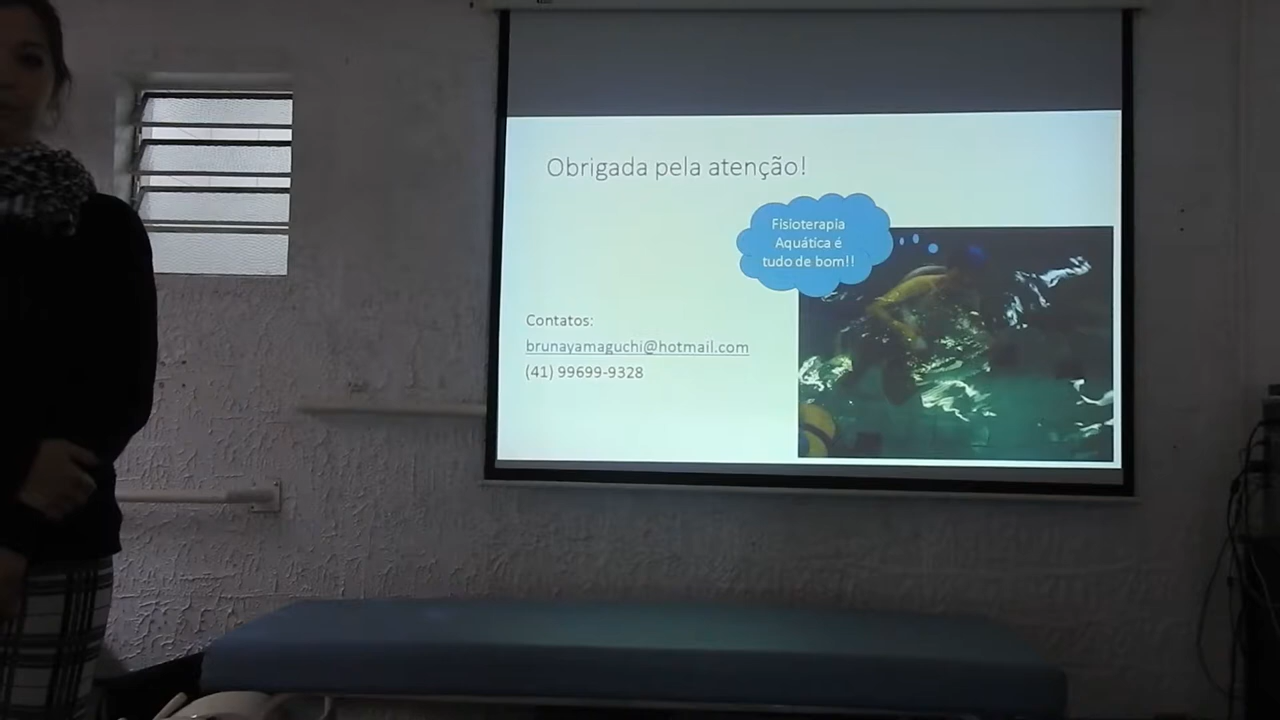 Obrigada pela atenção!
Fisioterapia
Aquática é
tudo de bom!!
Contatos:
brunayamaguchi@hotmail.com
(41) 99699-9328